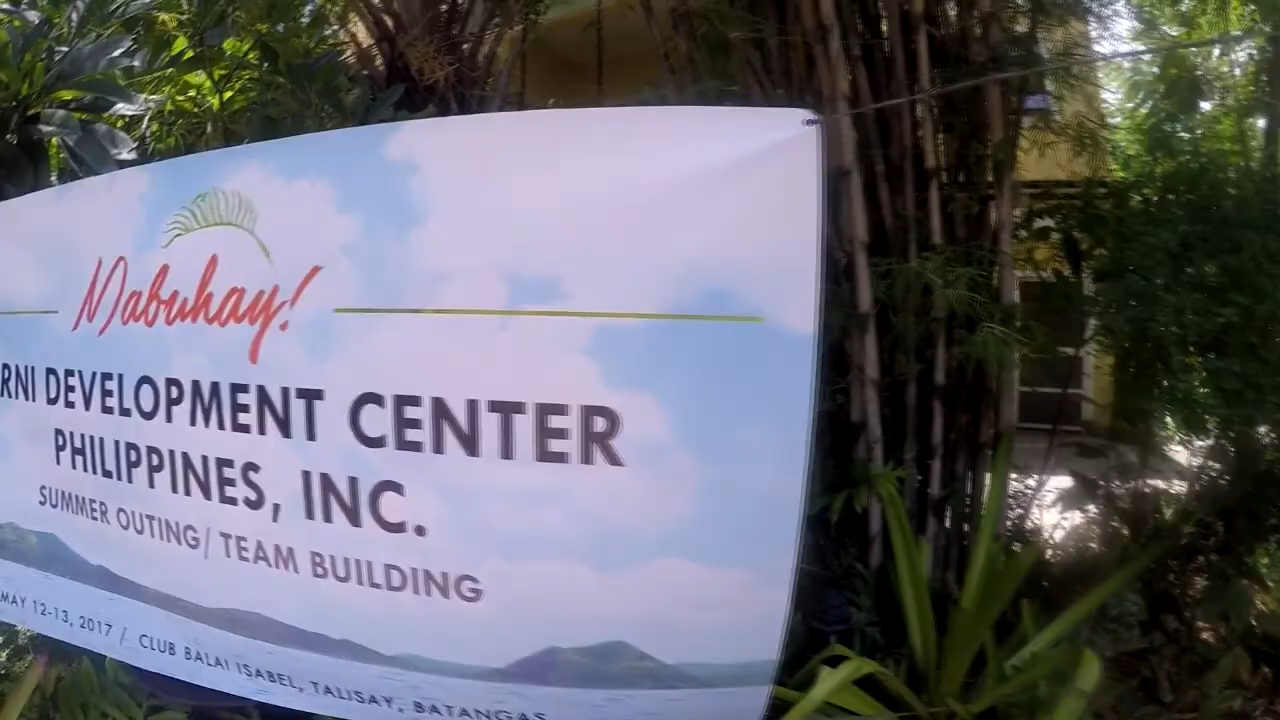 Mabuhay!
RNI DEVELOPMENT CENTER
PHILIPPINES, INC.
SUMMER OUTING/ TEAM BUILDING
MAY 12-13, 2017 / CLUB BALAI ISABEL, TALISAY, BATANGAS